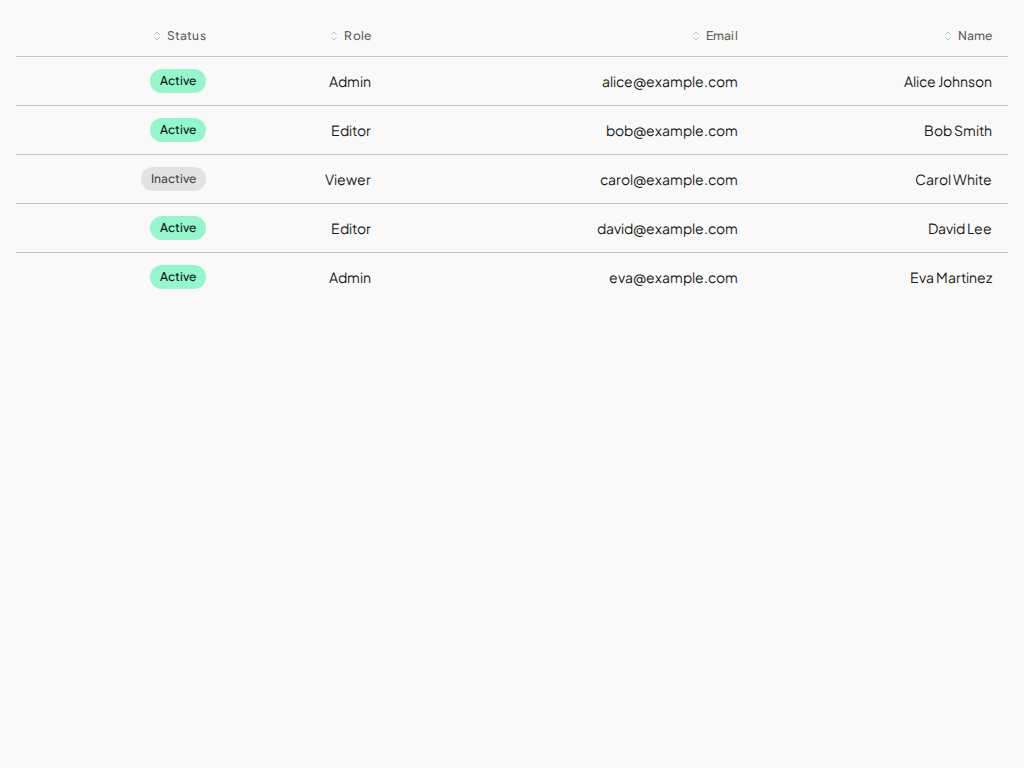 Status Role Email Name
Active Admin alice@example.com Alice Johnson
Active Editor bob@example.com Bob Smith
Inactive Viewer carol@example.com Carol White
Active Editor david@example.com David Lee
Active Admin eva@example.com Eva Martinez